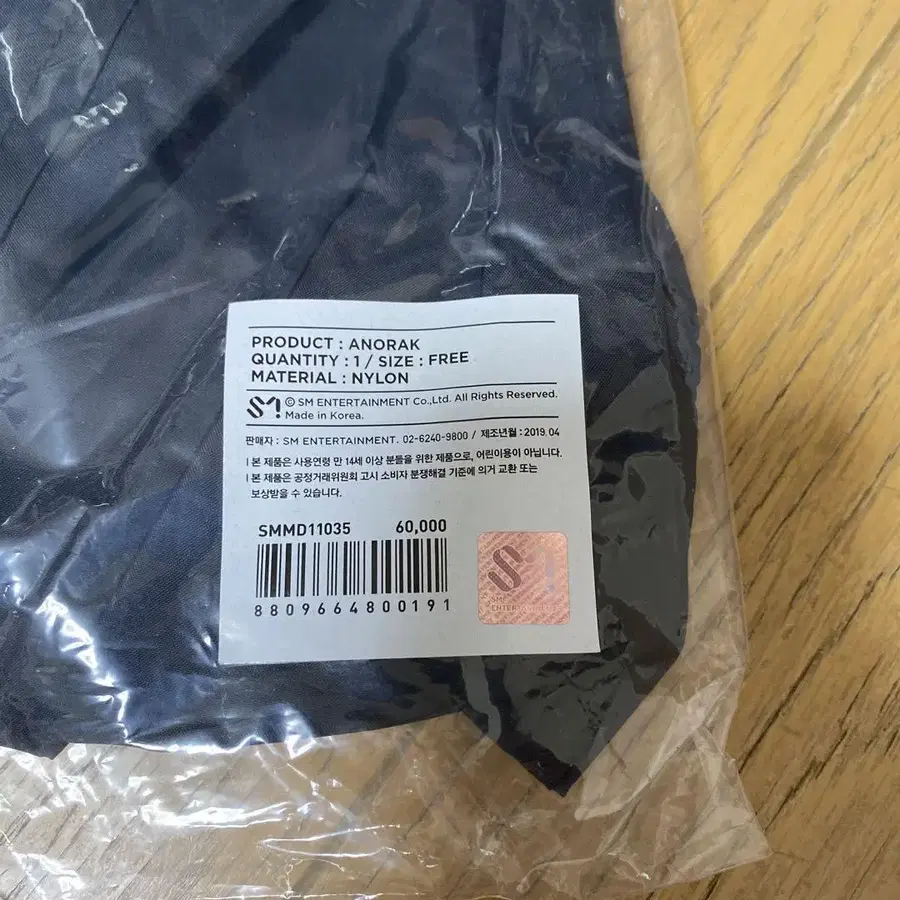 PRODUCT : ANORAK
QUANTITY : 1 / SIZE : FREE
MATERIAL : NYLON
SM
© SM ENTERTAINMENT Co.,Ltd. All Rights Reserved.
Made in Korea.
판매자 : SM ENTERTAINMENT. 02-6240-9800 / 제조년월 : 2019.04
| 본 제품은 사용연령 만 14세 이상 분들을 위한 제품으로, 어린이용이 아닙니다.
| 본 제품은 공정거래위원회 고시 소비자 분쟁해결 기준에 의거 교환 또는
보상받을 수 있습니다.
SMMD11035 60,000
8809664800191
SM
SM
ENTERTAINMENT